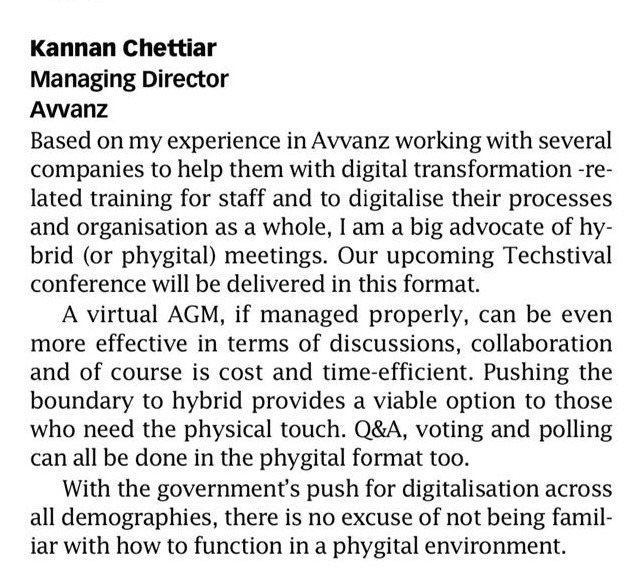 Kannan Chettiar
Managing Director
Avvanz
Based on my experience in Avvanz working with several
companies to help them with digital transformation -re-
lated training for staff and to digitalise their processes
and organisation as a whole, I am a big advocate of hy-
brid (or phygital) meetings. Our upcoming Techstival
conference will be delivered in this format.
A virtual AGM, if managed properly, can be even
more effective in terms of discussions, collaboration
and of course is cost and time-efficient. Pushing the
boundary to hybrid provides a viable option to those
who need the physical touch. Q&A, voting and polling
can all be done in the phygital format too.
With the government’s push for digitalisation across
all demographies, there is no excuse of not being famil-
iar with how to function in a phygital environment.